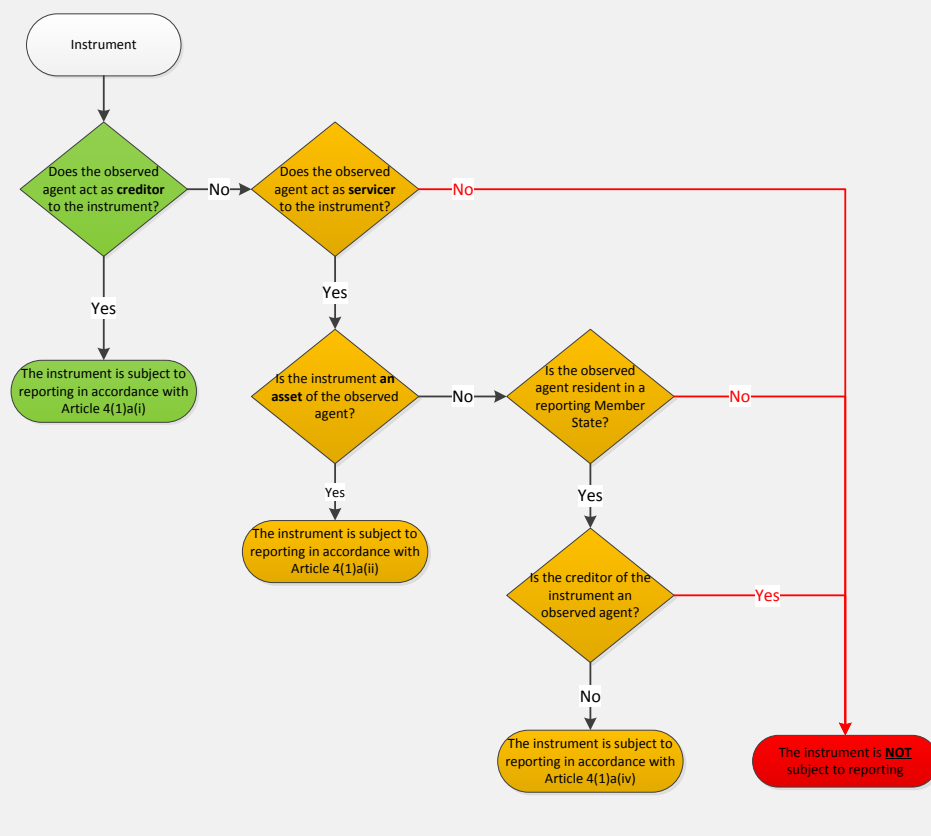 Instrument
Does the observed
agent act as creditor
to the instrument?
No
Does the observed
agent act as servicer
to the instrument?
No
Yes
Yes
The instrument is subject to
reporting in accordance with
Article 4(1)a(i)
Is the instrument an
asset of the observed
agent?
No
Is the observed
agent resident in a
reporting Member
State?
No
Yes
The instrument is subject to
reporting in accordance with
Article 4(1)a(ii)
Yes
Is the creditor of the
instrument an
observed agent?
Yes
No
The instrument is subject to
reporting in accordance with
Article 4(1)a(iv)
The instrument is NOT
subject to reporting